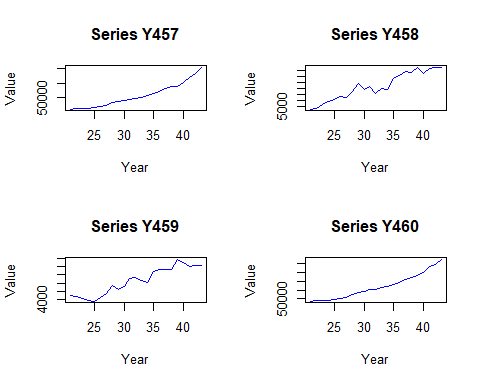 Series Y457
Value
50000
25 30 35 40
Year
Series Y458
Value
5000
25 30 35 40
Year
Series Y459
Value
4000
25 30 35 40
Year
Series Y460
Value
50000
25 30 35 40
Year